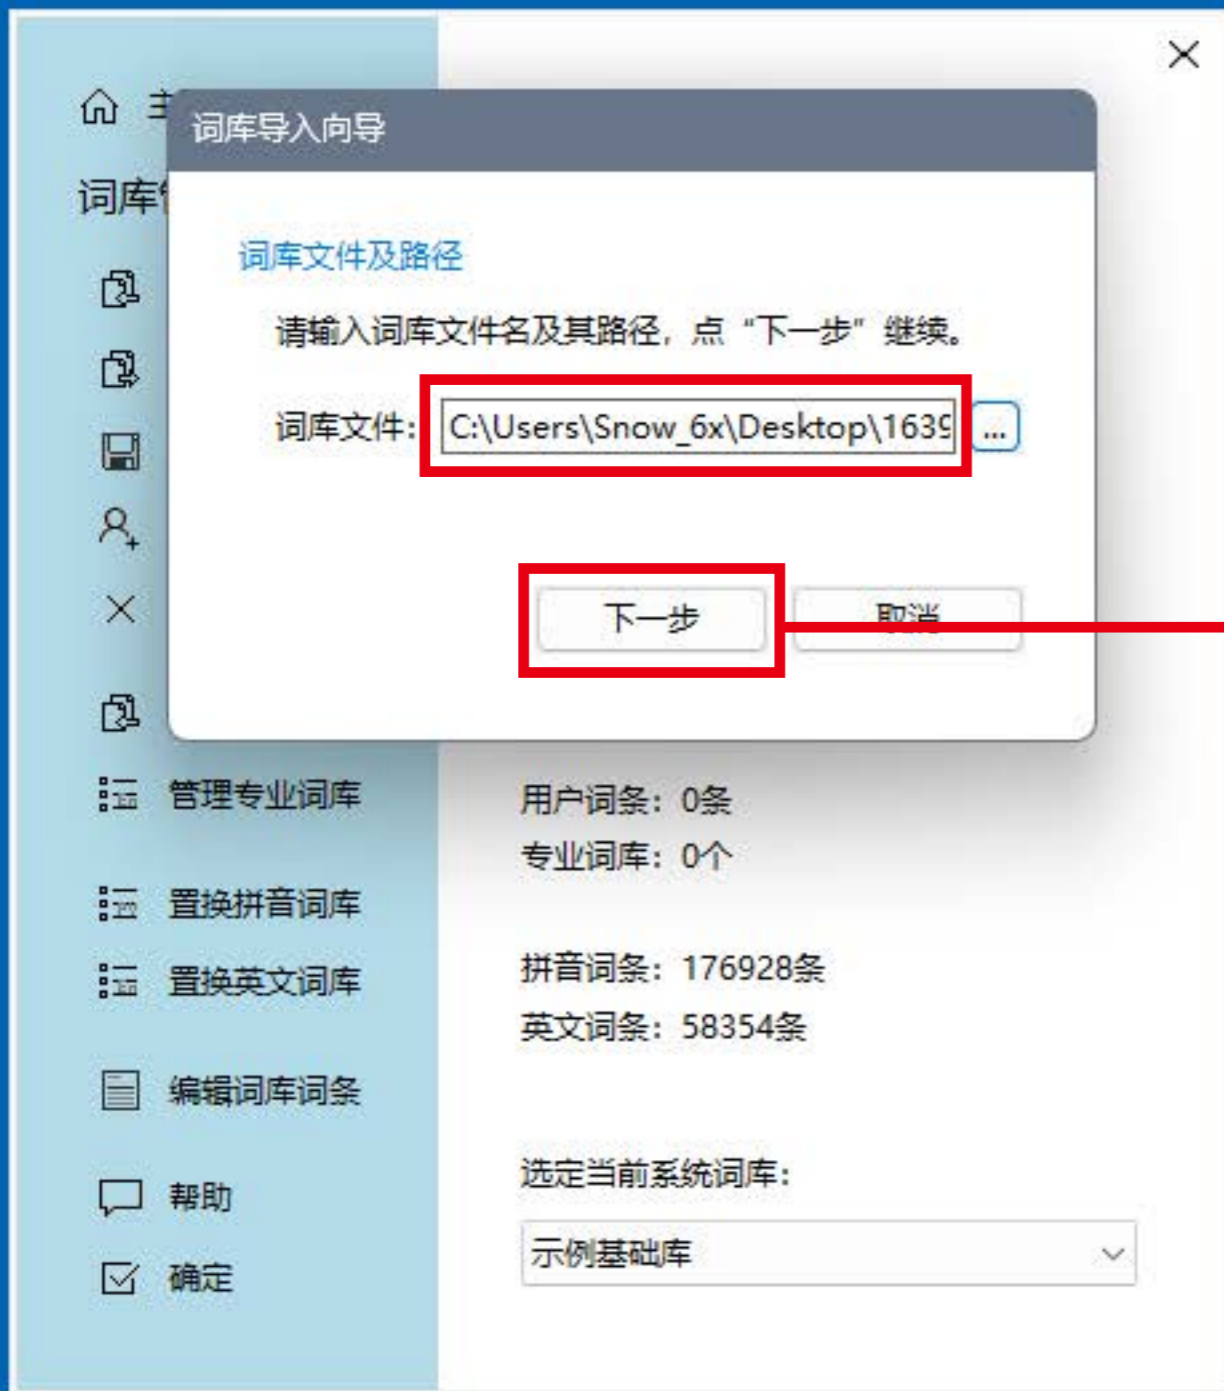 主
词库导入向导
词库
词库文件及路径
请输入词库文件名及其路径，点“下一步”继续。
词库文件：
C:\Users\Snow_6x\Desktop\1639
...
下一步
取消
管理专业词库
用户词条：0条
专业词库：0个
置换拼音词库
置换英文词库
拼音词条：176928条
英文词条：58354条
编辑词库词条
选定当前系统词库：
帮助
示例基础库
确定